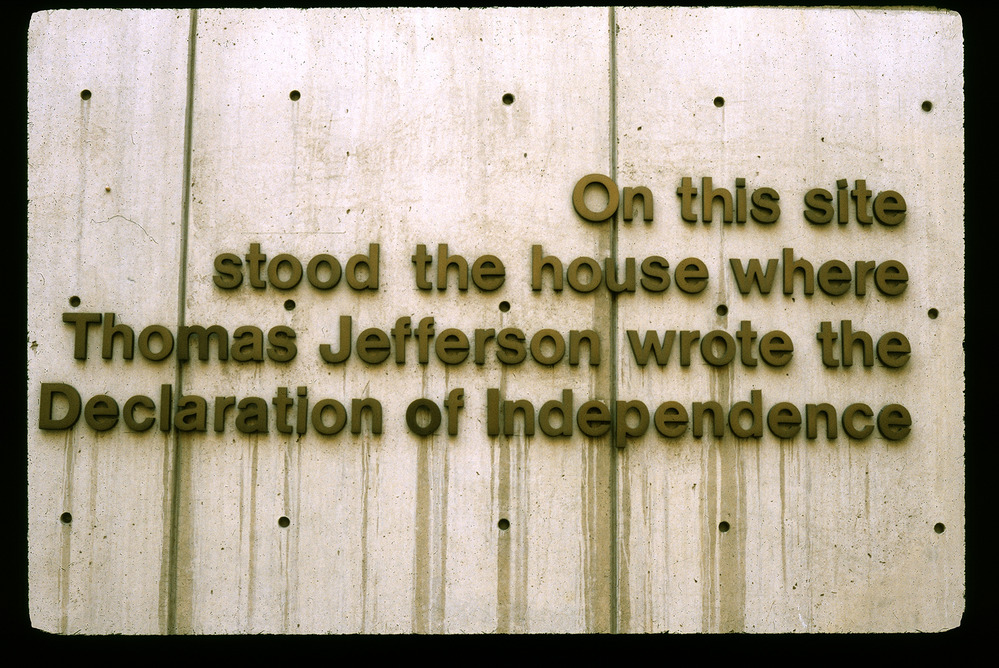 On this site
stood the house where
Thomas Jefferson wrote the
Declaration of Independence